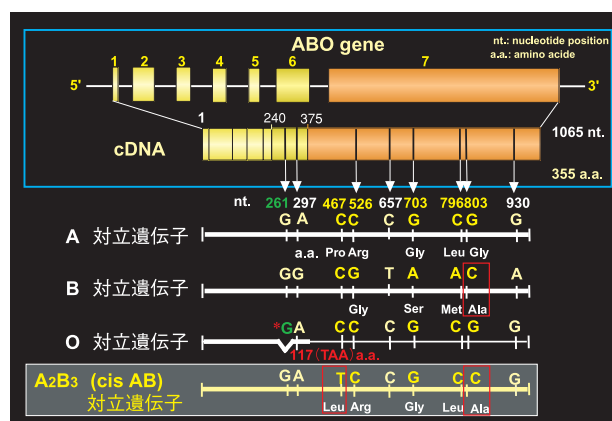 ABO gene
nt.: nucleotide position
a.a.: amino acide
1 2 3 4 5 6 7
5' 3'
1 240 375
cDNA
1065 nt.
355 a.a.
nt. 261 297 467 526 657 703 796 803 930
G A C C C G C G G
A 対立遺伝子
a.a. Pro Arg Gly Leu Gly
G G C G T A A C A
B 対立遺伝子
Gly Ser Met Ala
*G A C C C G C G G
O 対立遺伝子
117(TAA)a.a.
G A T C C G C C G
A2B3 (cis AB)
対立遺伝子
Leu Arg Gly Leu Ala